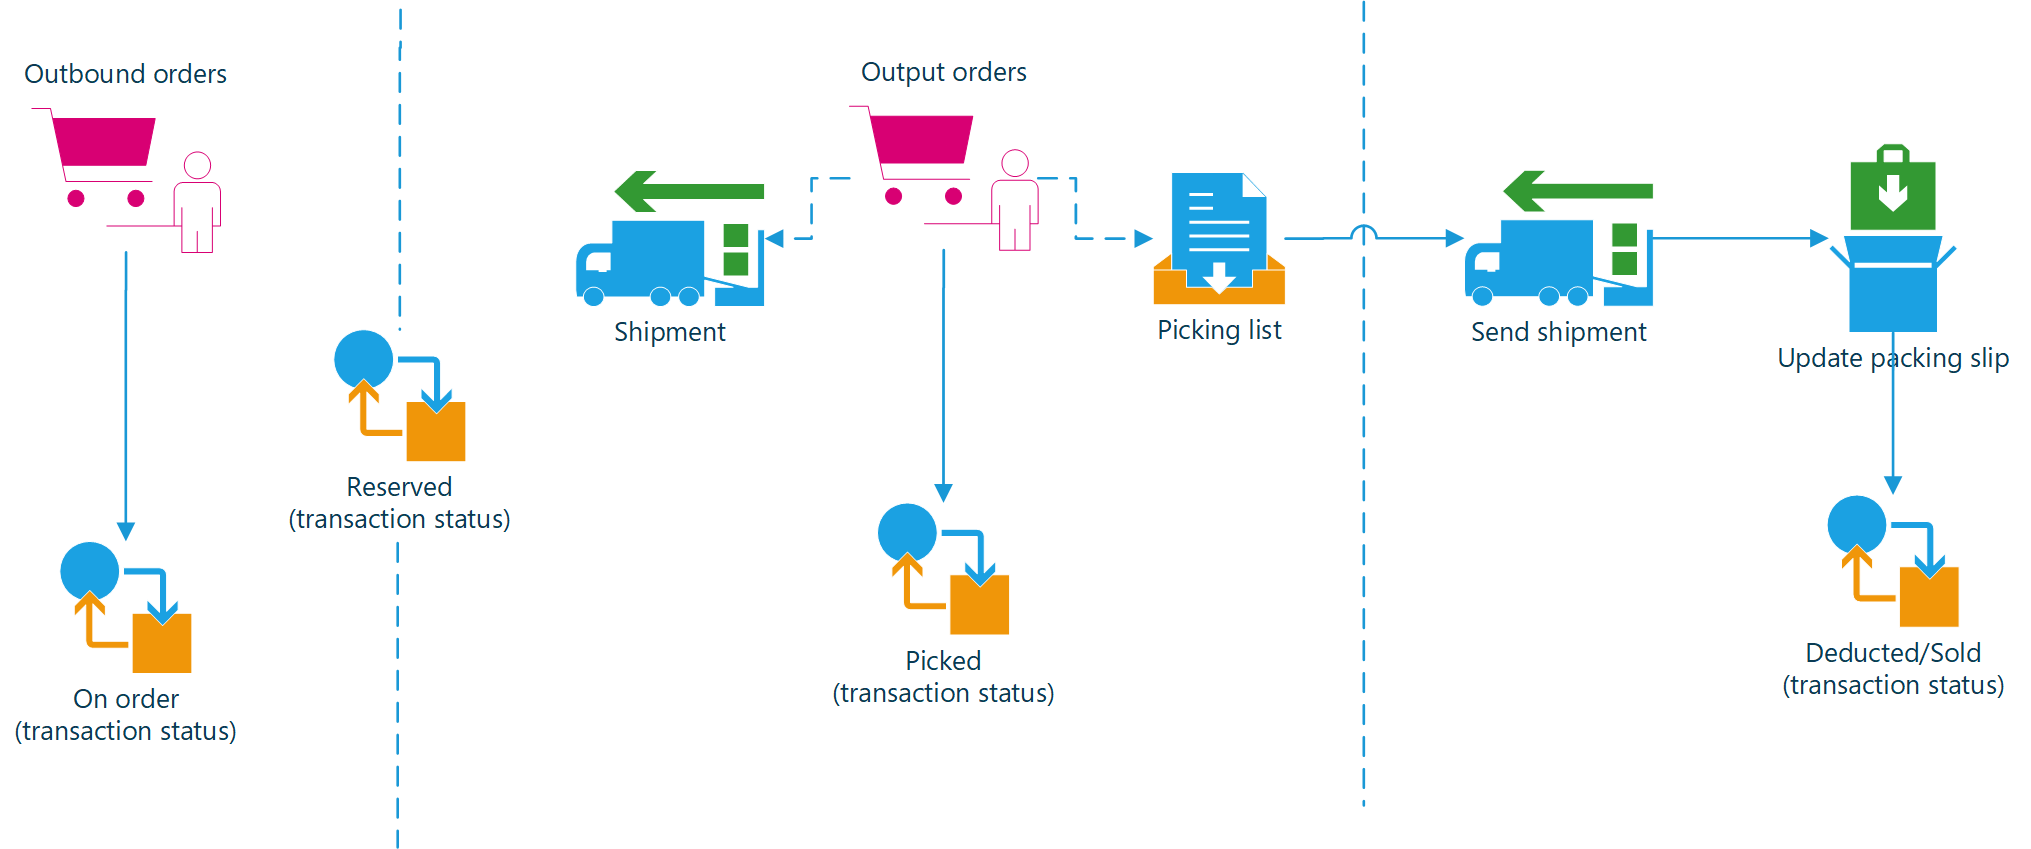 Outbound orders
Output orders
Shipment
Picking list
Send shipment
Update packing slip
Reserved
(transaction status)
On order
(transaction status)
Picked
(transaction status)
Deducted/Sold
(transaction status)